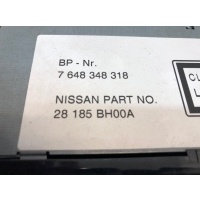 BP - Nr.
7 648 348 318
NISSAN PART NO.
28 185 BH00A